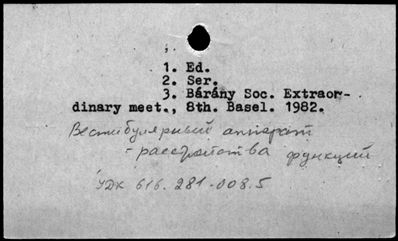 1. Ed.
2. Ser.
3. Bárány Soc. Extraor-
dinary meet., 8th. Basel. 1982.
Вестибулярный аппарат
- расстройства функций
УДК 616.281-008.5